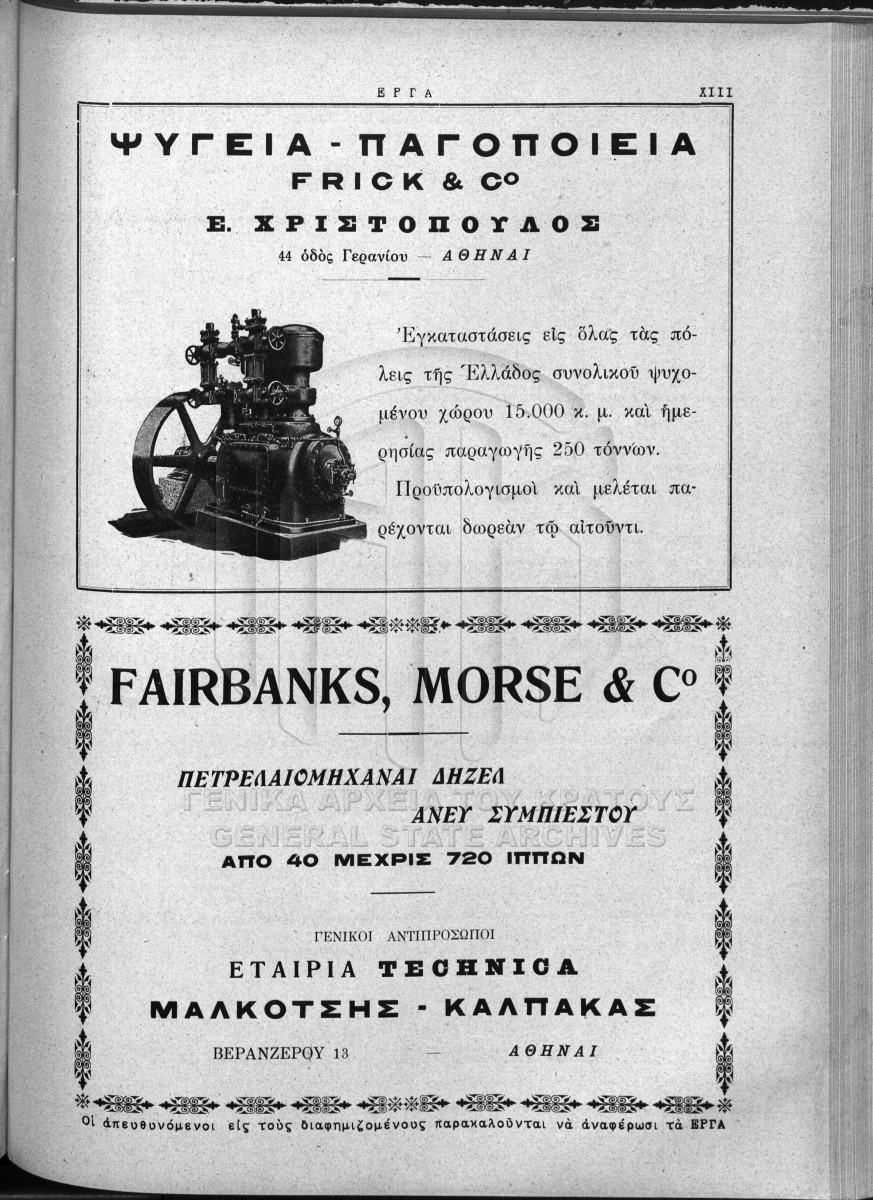 ΕΡΓΑ XIII
ΨΥΓΕΙΑ - ΠΑΓΟΠΟΙΕΙΑ
FRICK & Cº
Ε. ΧΡΙΣΤΟΠΟΥΛΟΣ
44 ὁδὸς Γερανίου — ΑΘΗΝΑΙ
Ἐγκαταστάσεις εἰς ὅλας τὰς πό-
λεις τῆς Ἑλλάδος συνολικοῦ ψυχο-
μένου χώρου 15.000 κ. μ. καὶ ἡμε-
ρησίας παραγωγῆς 250 τόννων.
Προϋπολογισμοὶ καὶ μελέται πα-
ρέχονται δωρεὰν τῷ αἰτοῦντι.
FAIRBANKS, MORSE & Cº
ΠΕΤΡΕΛΑΙΟΜΗΧΑΝΑΙ ΔΗΖΕΛ
ΓΕΝΙΚΑ ΑΡΧΕΙΑ ΤΟΥ ΚΡΑΤΟΥΣ
ΑΝΕΥ ΣΥΜΠΙΕΣΤΟΥ
GENERAL STATE ARCHIVES
ΑΠΟ 40 ΜΕΧΡΙΣ 720 ΙΠΠΩΝ
ΓΕΝΙΚΟΙ ΑΝΤΙΠΡΟΣΩΠΟΙ
ΕΤΑΙΡΙΑ TECHNICA
ΜΑΛΚΟΤΣΗΣ - ΚΑΛΠΑΚΑΣ
ΒΕΡΑΝΖΕΡΟΥ 13 — ΑΘΗΝΑΙ
Οἱ ἀπευθυνόμενοι εἰς τοὺς διαφημιζομένους παρακαλοῦνται νὰ ἀναφέρωσι τὰ ΕΡΓΑ